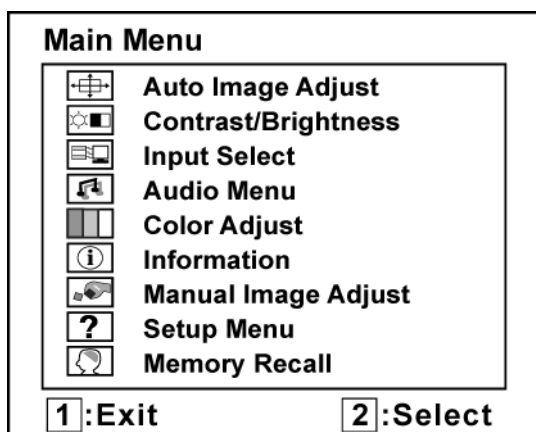 Main Menu
Auto Image Adjust
Contrast/Brightness
Input Select
Audio Menu
Color Adjust
i Information
Manual Image Adjust
? Setup Menu
Memory Recall
1 :Exit 2 :Select